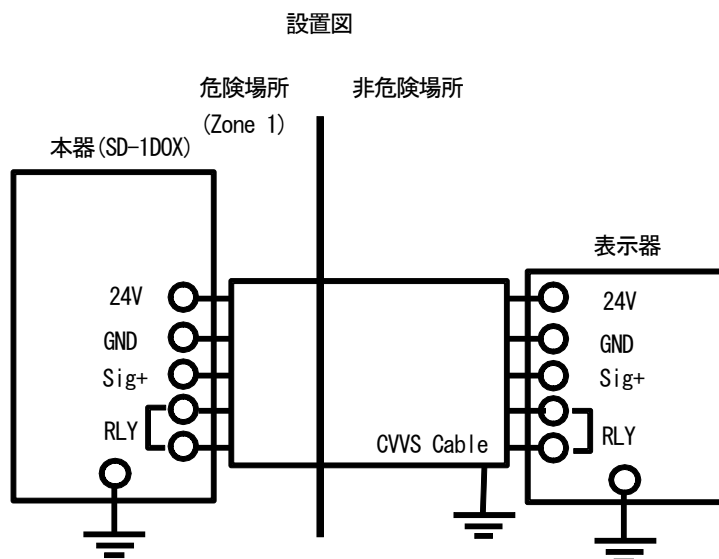 設置図
危険場所 非危険場所
(Zone 1)
本器(SD-1DOX)
表示器
24V 24V
GND GND
Sig+ Sig+
RLY RLY
CVVS Cable